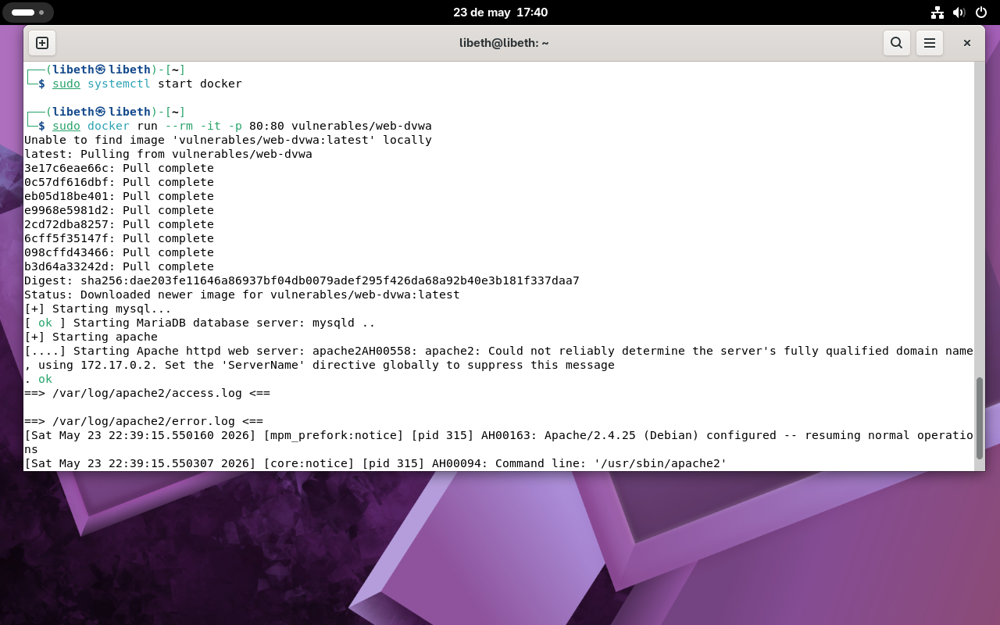 23 de may 17:40
libeth@libeth: ~
┌──(libeth㉿libeth)-[~]
└─$ sudo systemctl start docker
┌──(libeth㉿libeth)-[~]
└─$ sudo docker run --rm -it -p 80:80 vulnerables/web-dvwa
Unable to find image 'vulnerables/web-dvwa:latest' locally
latest: Pulling from vulnerables/web-dvwa
3e17c6eae66c: Pull complete
0c57df616dbf: Pull complete
eb05d18be401: Pull complete
e9968e5981d2: Pull complete
2cd72dba8257: Pull complete
6cff5f35147f: Pull complete
098cffd43466: Pull complete
b3d64a33242d: Pull complete
Digest: sha256:dae203fe11646a86937bf04db0079adef295f426da68a92b40e3b181f337daa7
Status: Downloaded newer image for vulnerables/web-dvwa:latest
[+] Starting mysql...
[ ok ] Starting MariaDB database server: mysqld ..
[+] Starting apache
[....] Starting Apache httpd web server: apache2AH00558: apache2: Could not reliably determine the server's fully qualified domain name
, using 172.17.0.2. Set the 'ServerName' directive globally to suppress this message
. ok
==> /var/log/apache2/access.log <==
==> /var/log/apache2/error.log <==
[Sat May 23 22:39:15.550160 2026] [mpm_prefork:notice] [pid 315] AH00163: Apache/2.4.25 (Debian) configured -- resuming normal operatio
ns
[Sat May 23 22:39:15.550307 2026] [core:notice] [pid 315] AH00094: Command line: '/usr/sbin/apache2'